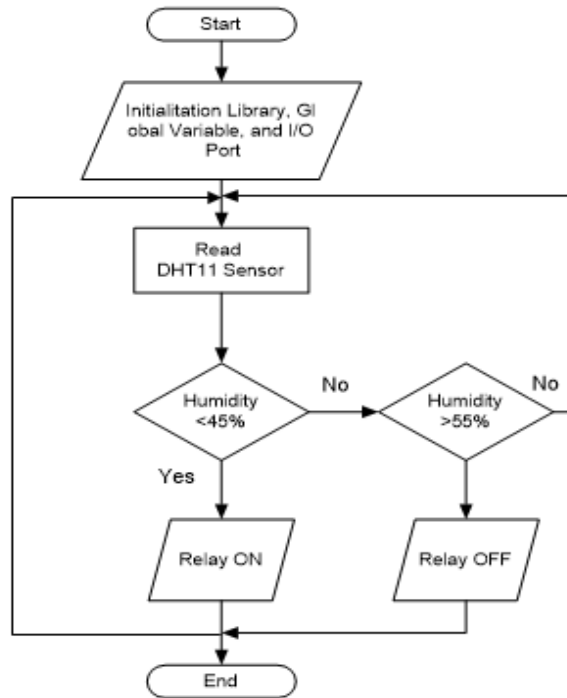 Start
Initialitation Library, Gl
obal Variable, and I/O
Port
Read
DHT11 Sensor
Humidity
<45%
No
Humidity
>55%
No
Yes
Relay ON
Relay OFF
End